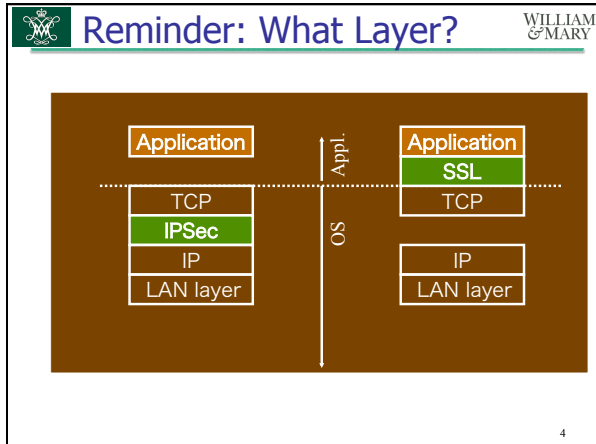 Reminder: What Layer?
WILLIAM
& MARY
Application
TCP
IPSec
IP
LAN layer
Appl.
OS
Application
SSL
TCP
IP
LAN layer
4